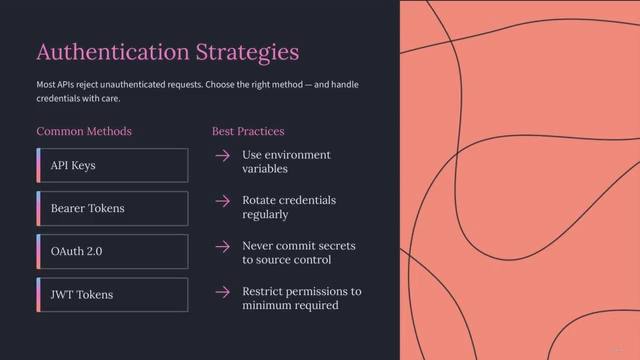 Authentication Strategies
Most APIs reject unauthenticated requests. Choose the right method — and handle
credentials with care.
Common Methods
API Keys
Bearer Tokens
OAuth 2.0
JWT Tokens
Best Practices
Use environment
variables
Rotate credentials
regularly
Never commit secrets
to source control
Restrict permissions to
minimum required